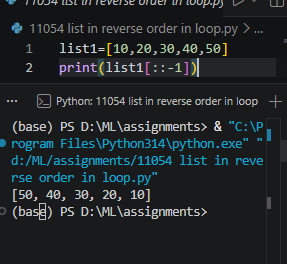 11054 list in reverse order in loop.py
11054 list in reverse order in loop.py > ...
1 list1=[10,20,30,40,50]
2 print(list1[::-1])
... Python: 11054 list in reverse order in loop
(base) PS D:\ML\assignments> & "C:\P
rogram Files\Python314\python.exe" "
d:/ML/assignments/11054 list in reve
rse order in loop.py"
[50, 40, 30, 20, 10]
(base) PS D:\ML\assignments>